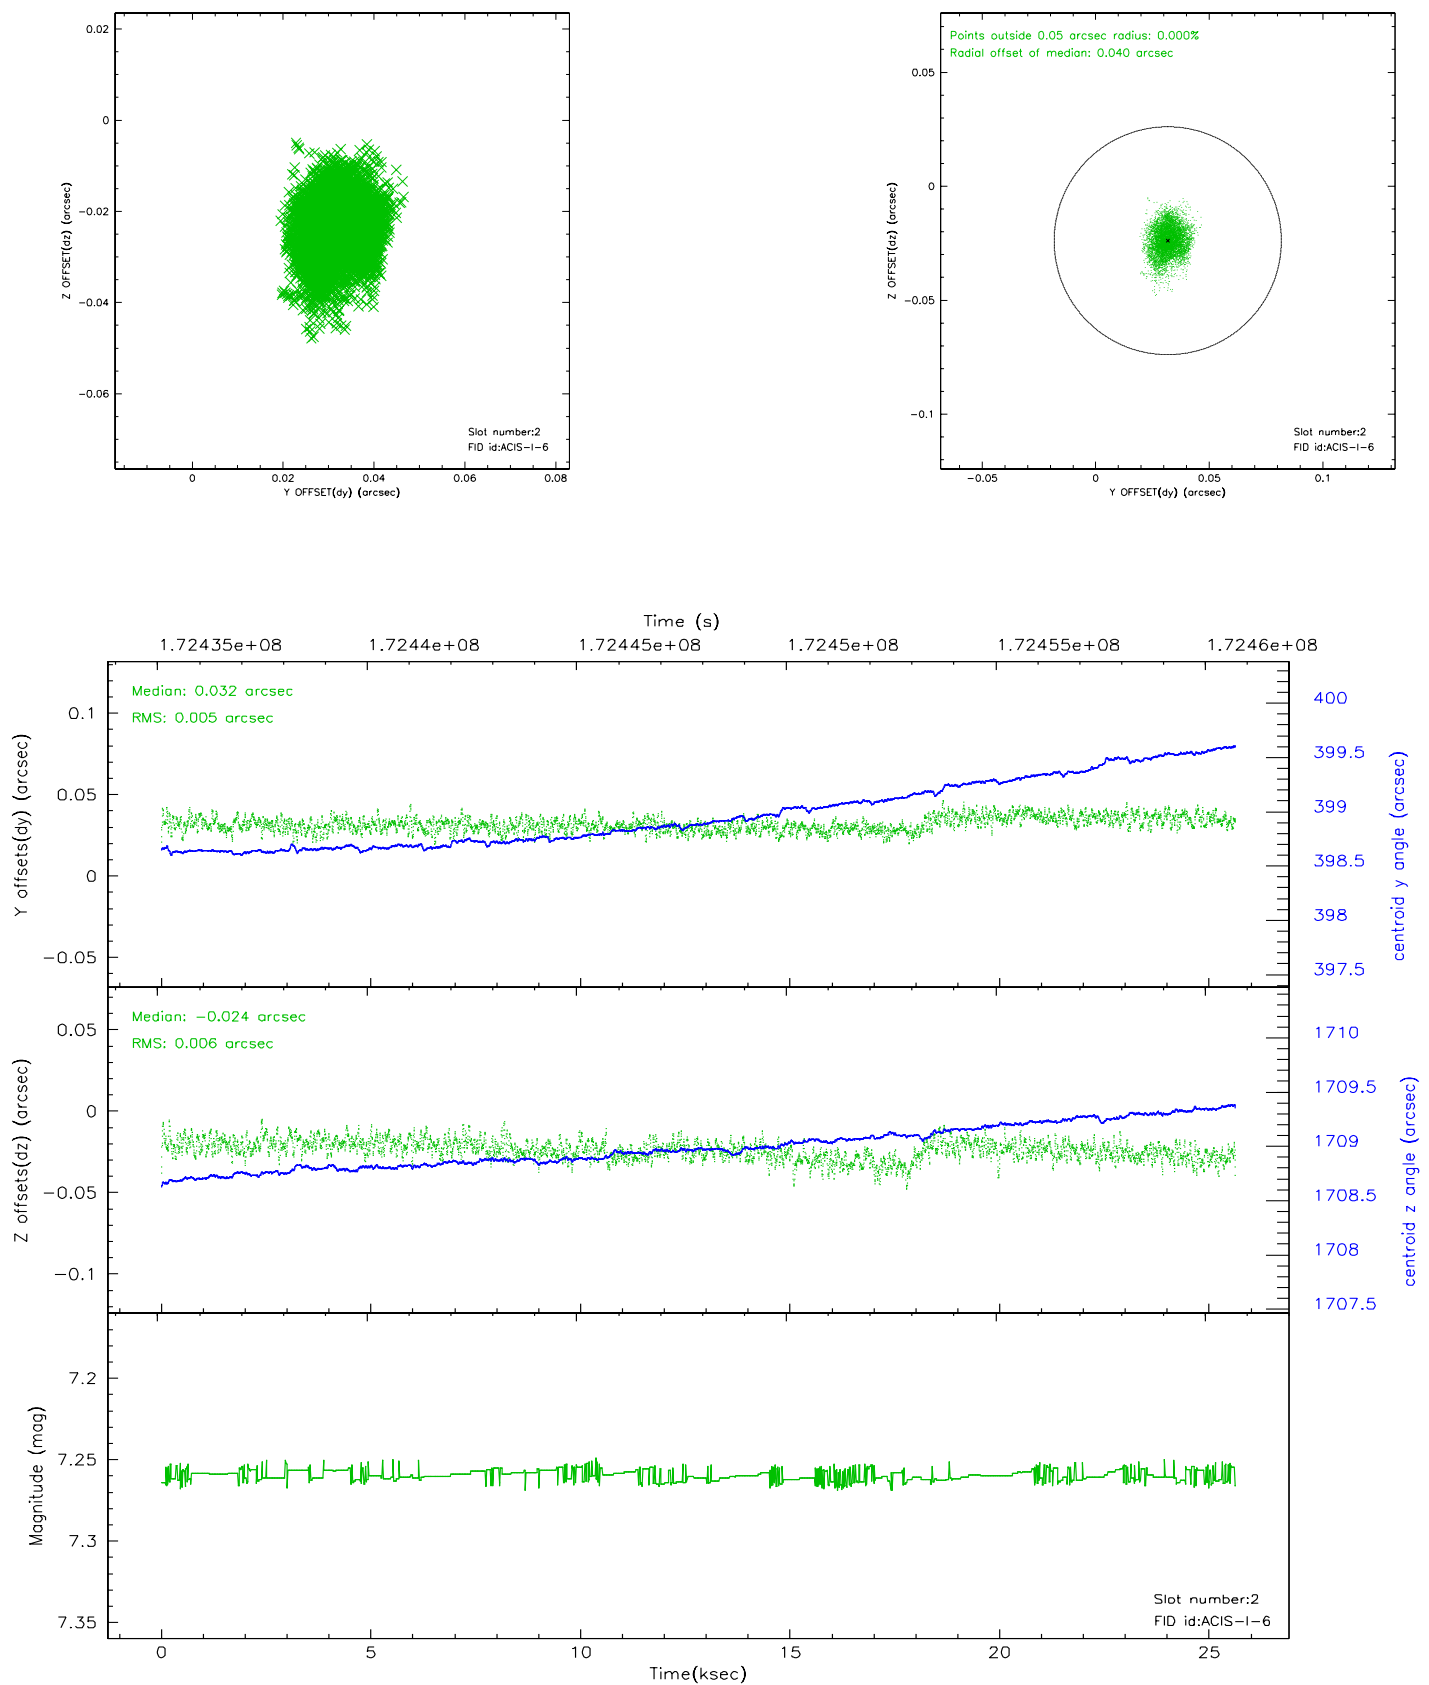 0.02
0
-0.02
-0.04
-0.06
Z OFFSET(dz) (arcsec)
Slot number:2
FID id:ACIS-I-6
0
0.02
0.04
0.06
0.08
Y OFFSET(dy) (arcsec)
Points outside 0.05 arcsec radius: 0.000%
Radial offset of median: 0.040 arcsec
0.05
0
-0.05
-0.1
Z OFFSET(dz) (arcsec)
Slot number:2
FID id:ACIS-I-6
-0.05
0
0.05
0.1
Y OFFSET(dy) (arcsec)
Time (s)
1.72435e+08
1.7244e+08
1.724445e+08
1.7245e+08
1.72455e+08
1.7246e+08
Median: 0.032 arcsec
RMS: 0.005 arcsec
0.1
0.05
0
-0.05
Y offsets(dy) (arcsec)
400
399.5
399
398.5
398
397.5
centroid y angle (arcsec)
Median: -0.024 arcsec
RMS: 0.006 arcsec
0.05
0
-0.05
-0.1
Z offsets(dz) (arcsec)
1710
1709.5
1709
1708.5
1708
1707.5
centroid z angle (arcsec)
7.2
7.25
7.3
7.35
Magnitude (mag)
Slot number:2
FID id:ACIS-I-6
0
5
10
15
20
25
Time(ksec)